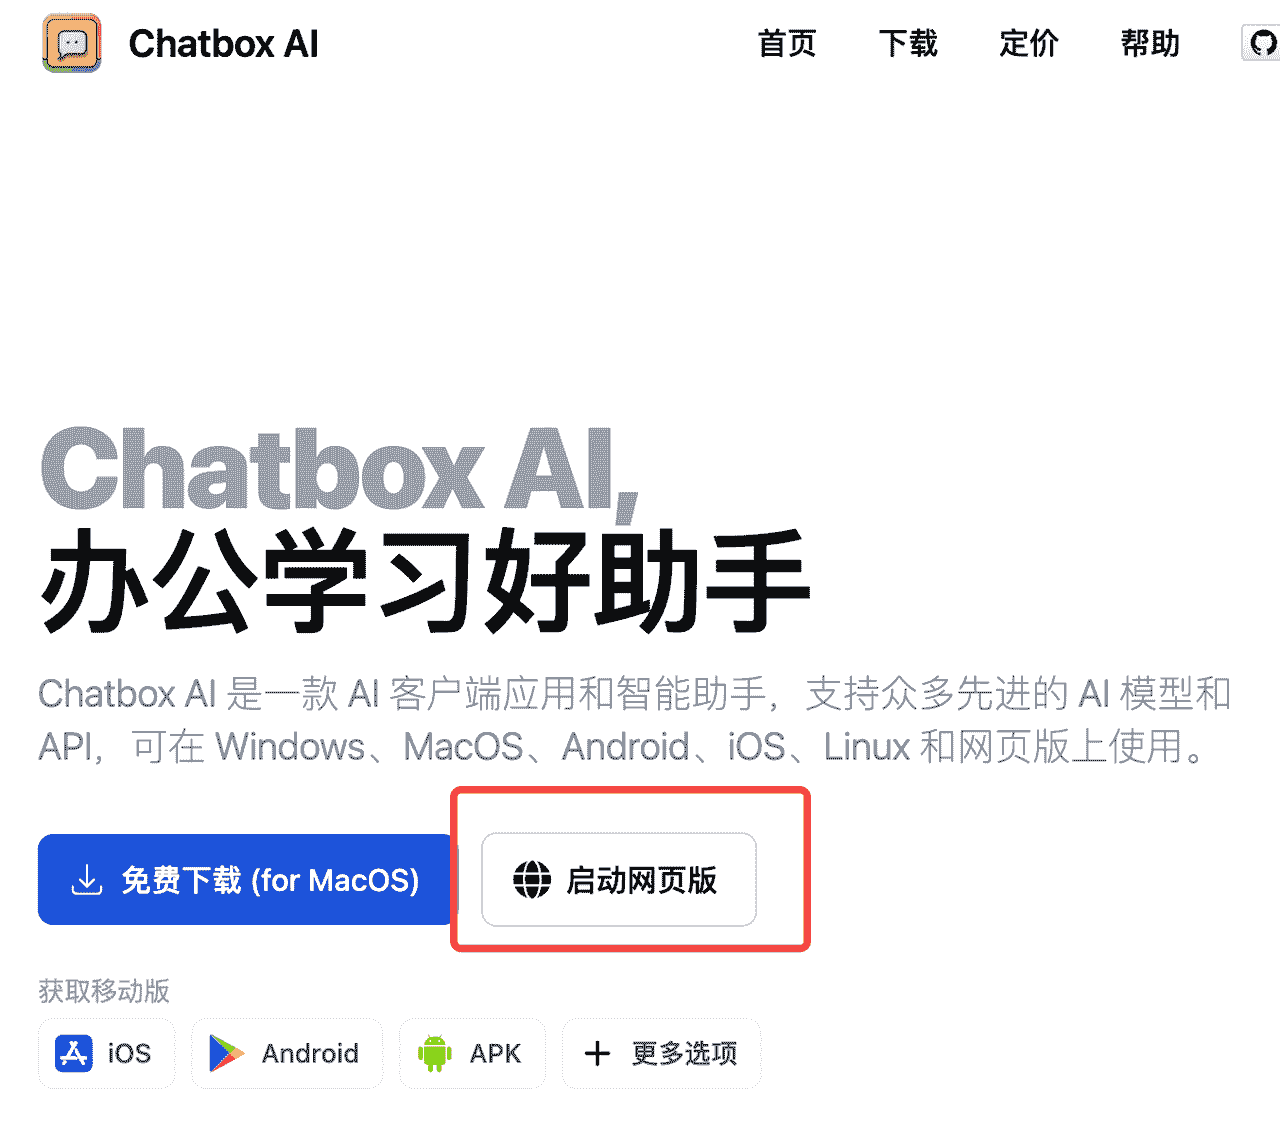 Chatbox AI
首页
下载
定价
帮助
Chatbox AI,
办公学习好助手
Chatbox AI 是一款 AI 客户端应用和智能助手，支持众多先进的 AI 模型和
API，可在 Windows、MacOS、Android、iOS、Linux 和网页版上使用。
免费下载 (for MacOS)
启动网页版
获取移动版
iOS
Android
APK
更多选项